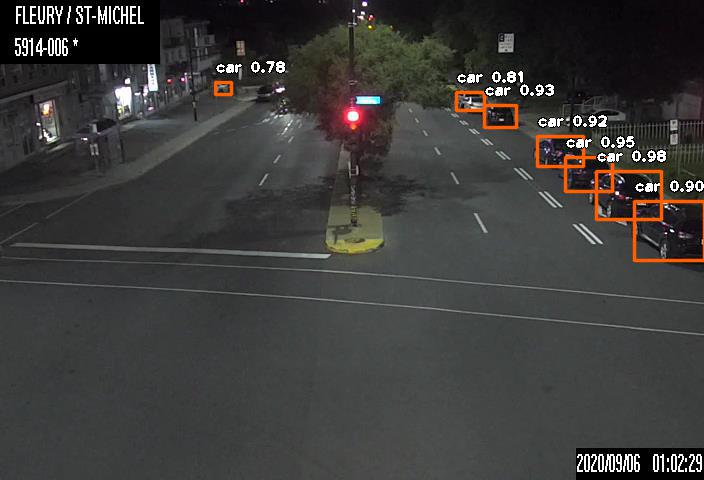 FLEURY / ST-MICHEL
5914-006 *
car 0.78
car 0.81
car 0.93
car 0.92
car 0.95
car 0.98
car 0.90
2020/09/06 01:02:29